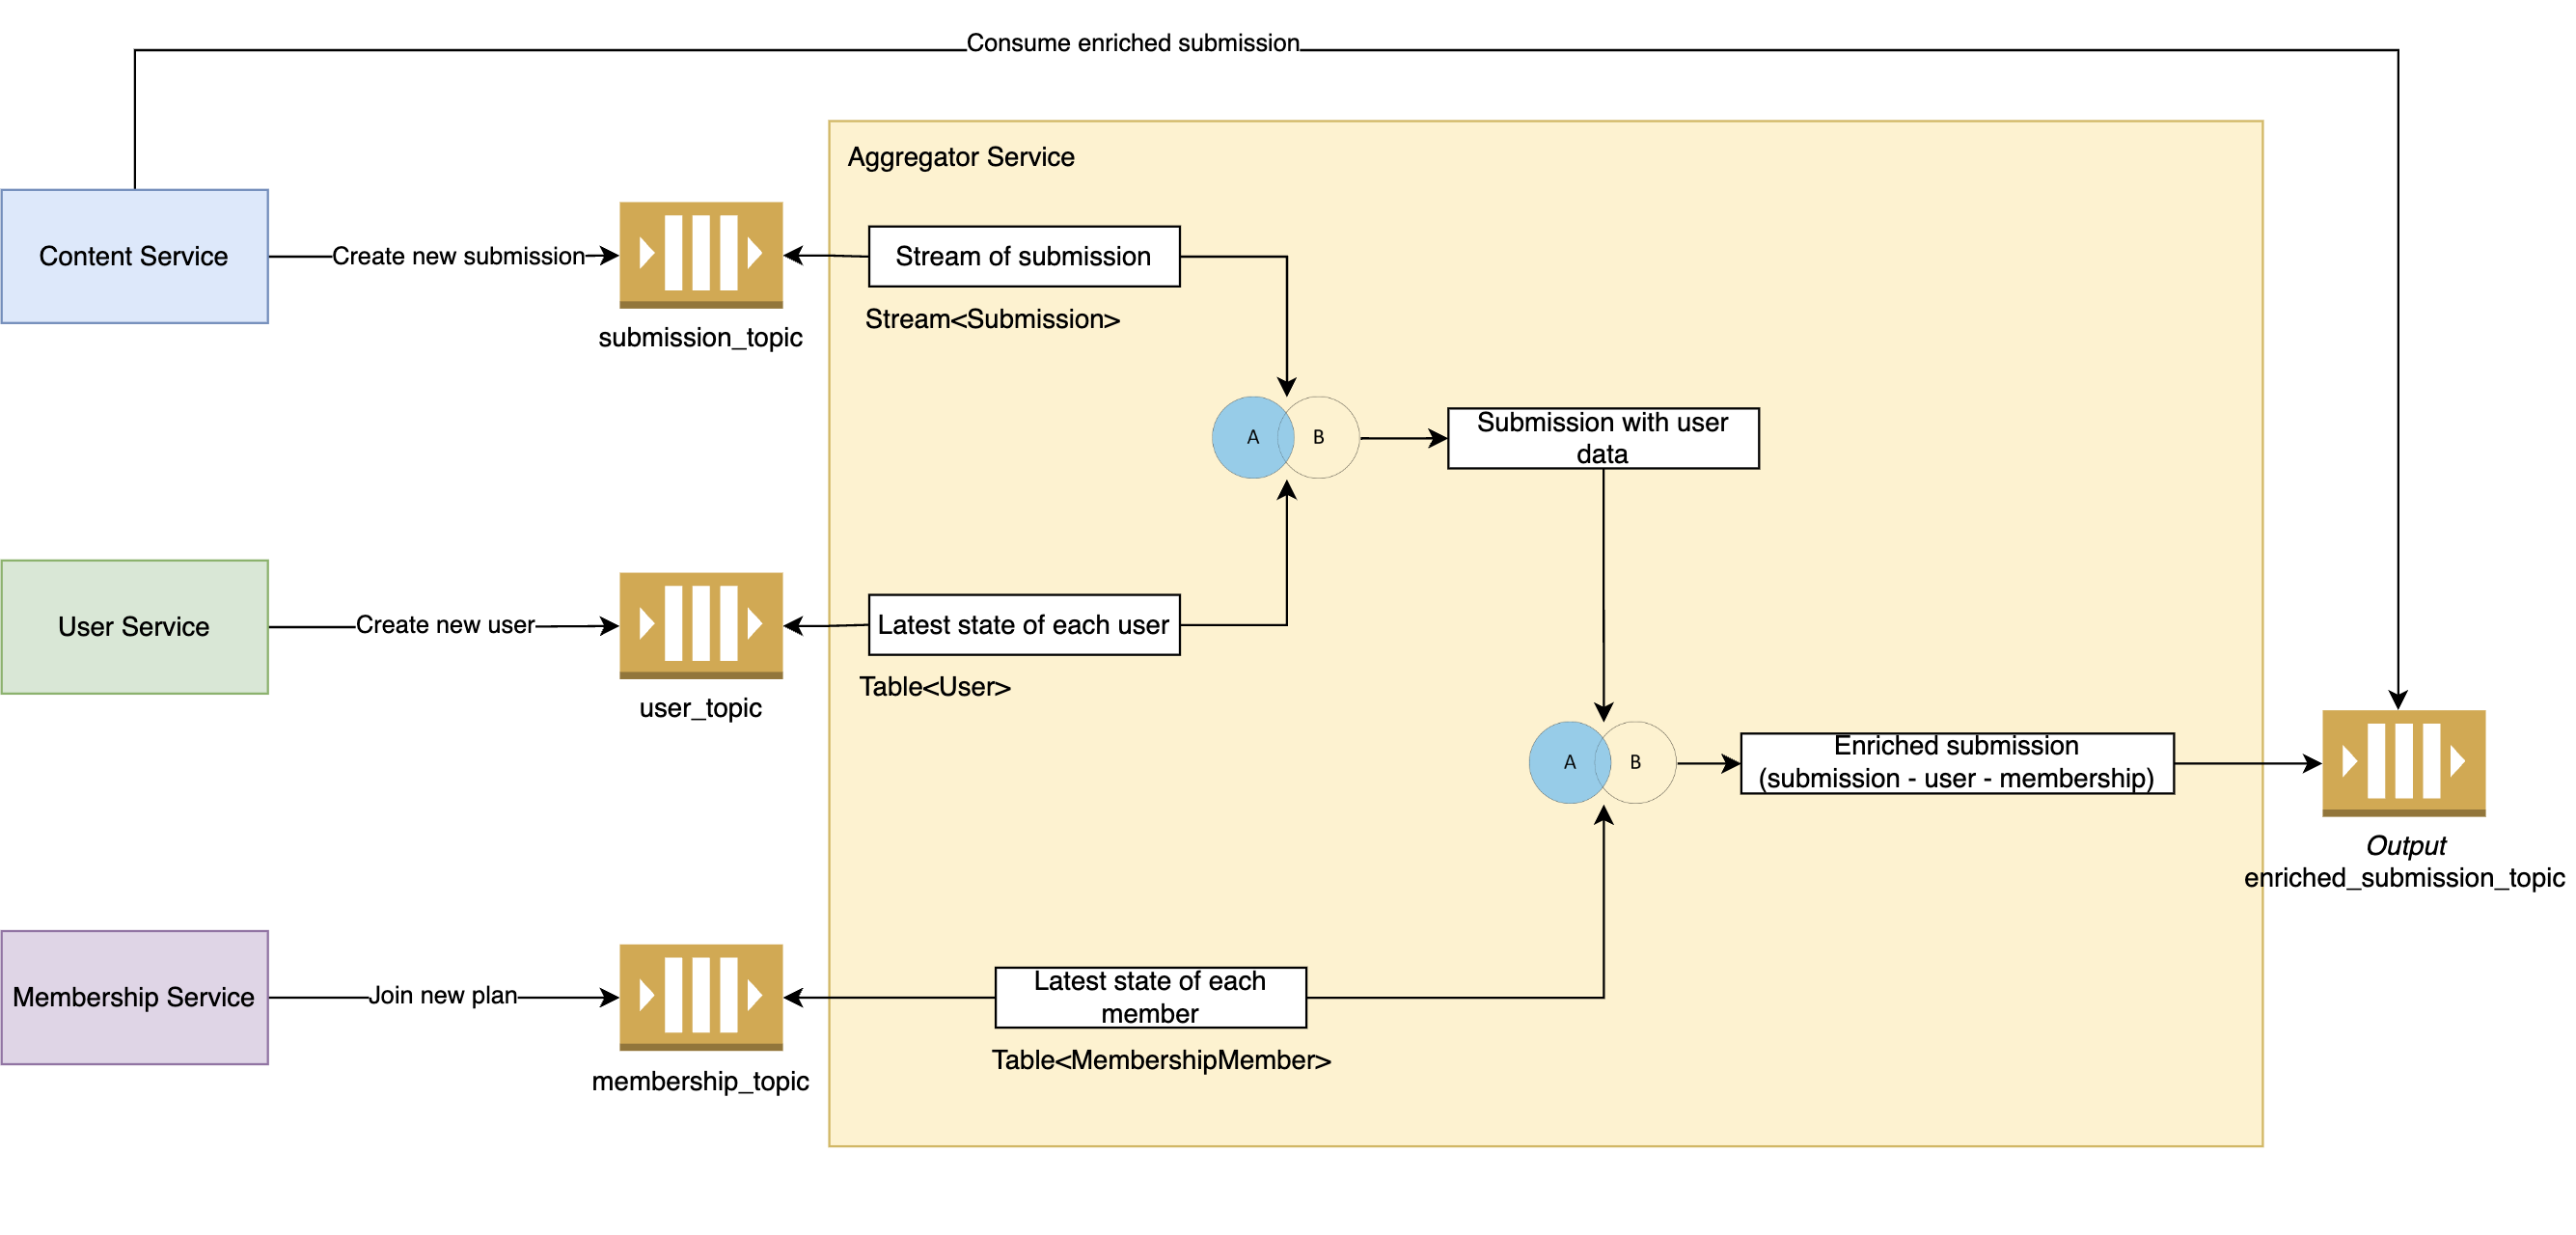 Consume enriched submission
Aggregator Service
Content Service
Create new submission
submission_topic
Stream of submission
Stream<Submission>
A
B
Submission with user
data
User Service
Create new user
user_topic
Latest state of each user
Table<User>
A
B
Enriched submission
(submission - user - membership)
Output
enriched_submission_topic
Membership Service
Join new plan
membership_topic
Latest state of each
member
Table<MembershipMember>